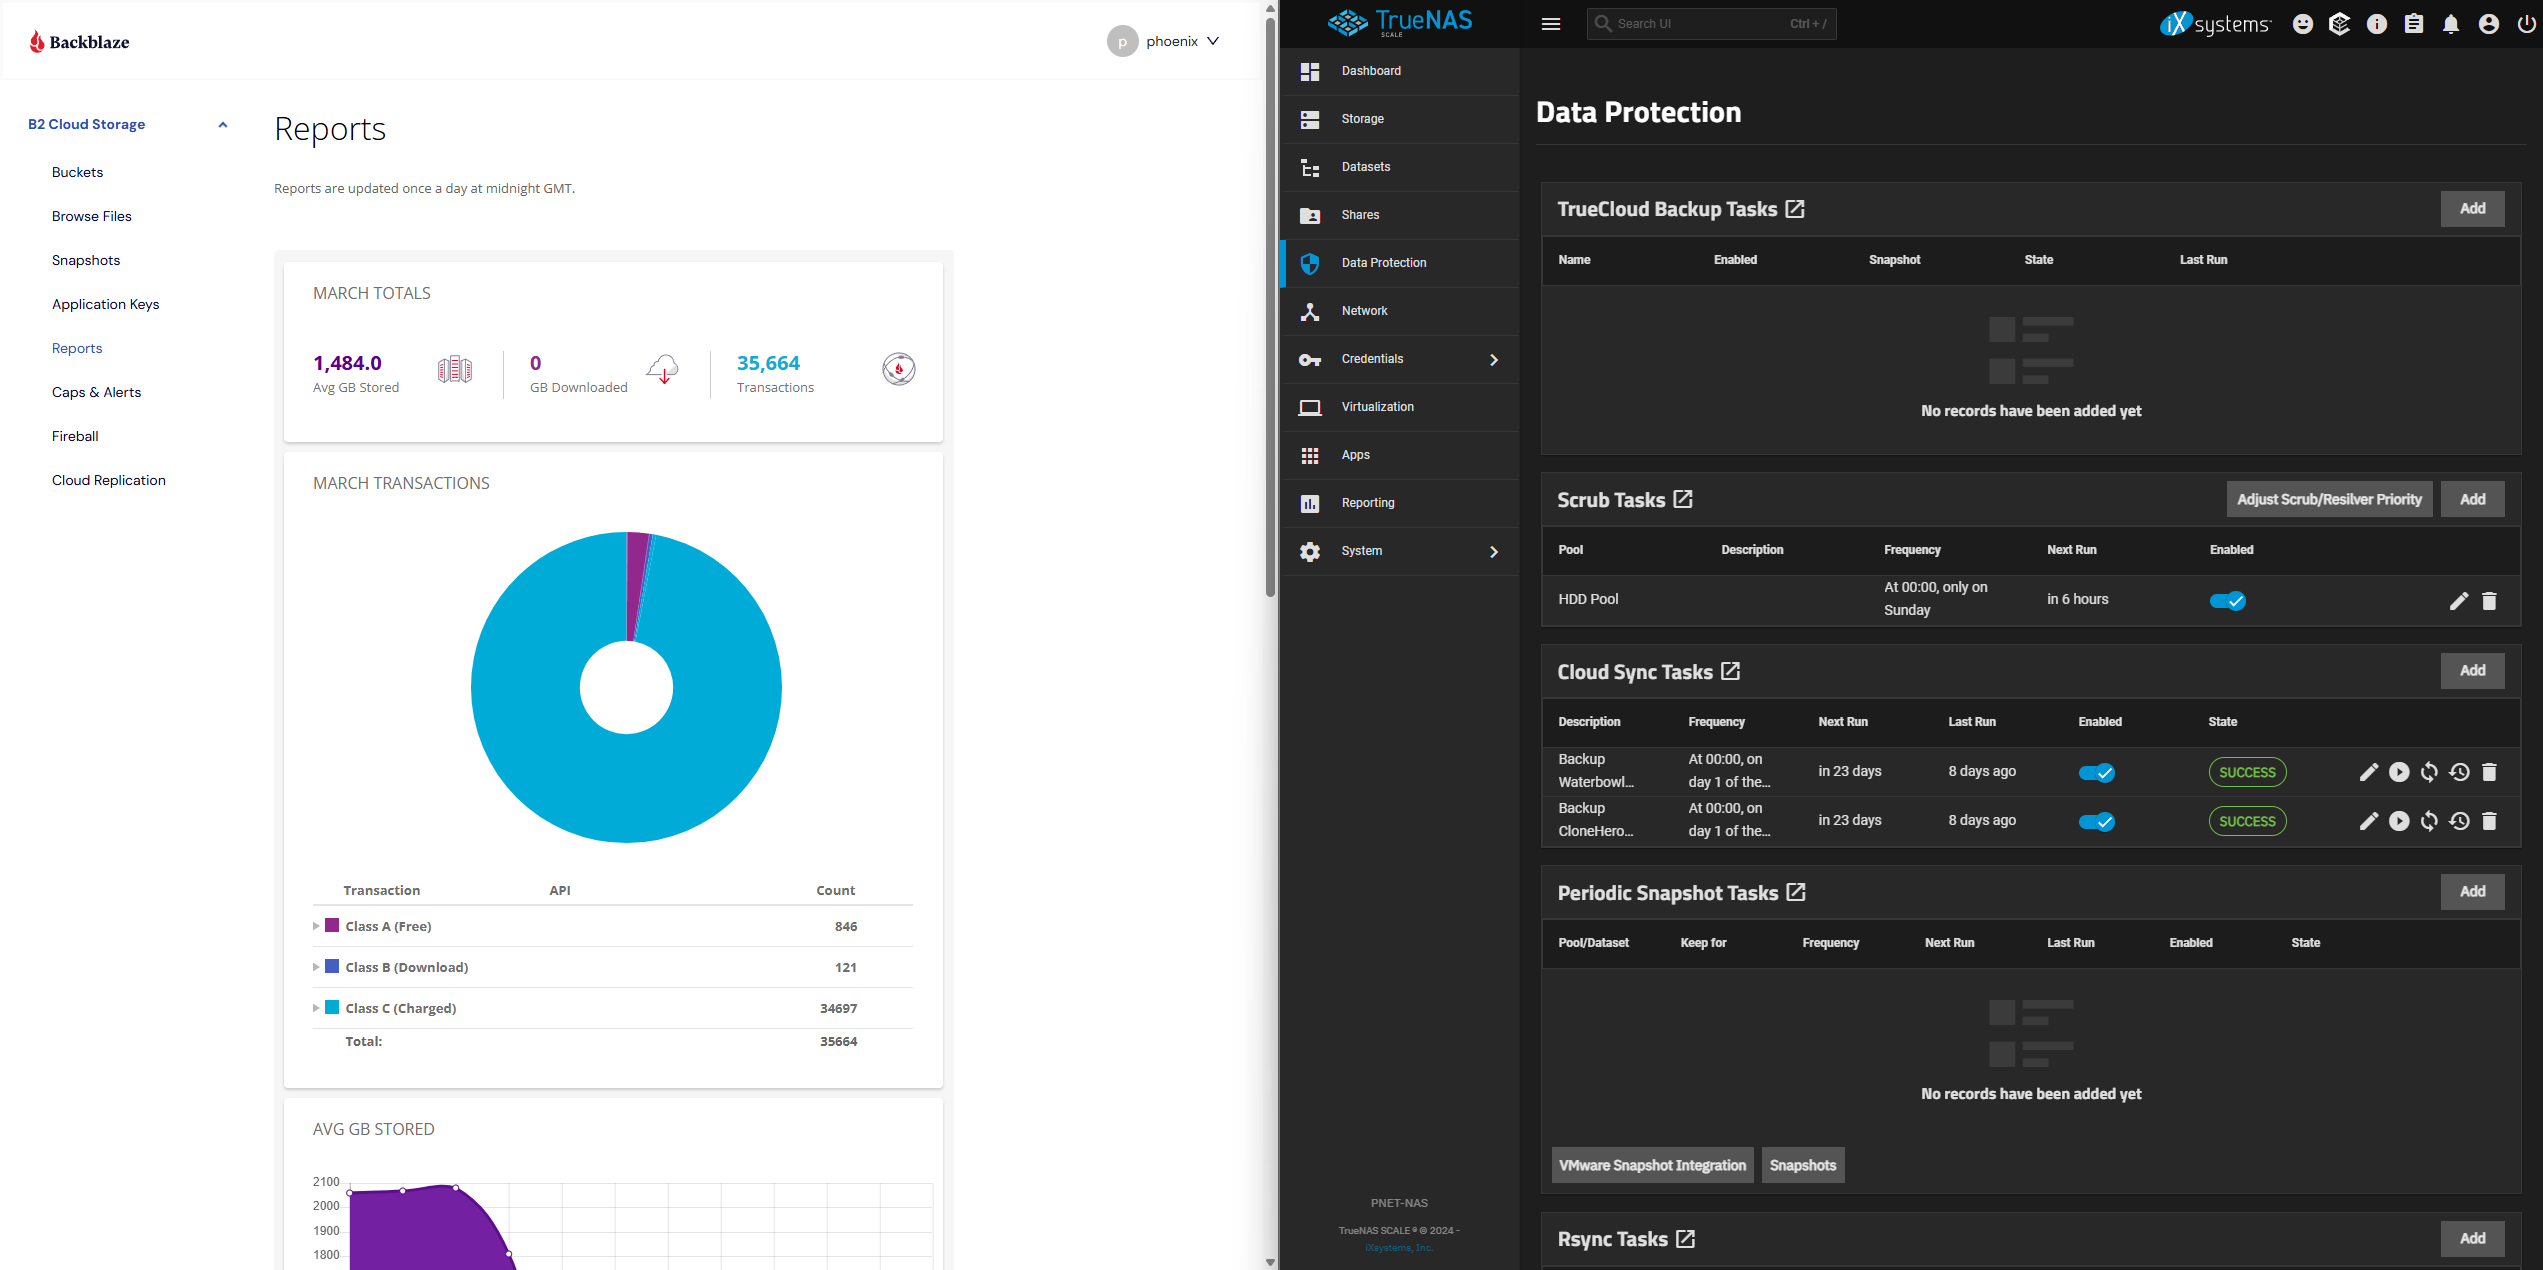 Backblaze
p phoenix
B2 Cloud Storage
Buckets
Browse Files
Snapshots
Application Keys
Reports
Caps & Alerts
Fireball
Cloud Replication
Reports
Reports are updated once a day at midnight GMT.
MARCH TOTALS
1,484.0
Avg GB Stored
0
GB Downloaded
35,664
Transactions
MARCH TRANSACTIONS
Transaction API Count
Class A (Free) 846
Class B (Download) 121
Class C (Charged) 34697
Total: 35664
AVG GB STORED
2100
2000
1900
1800
TrueNAS
SCALE
Search UI Ctrl + /
iXsystems
Dashboard
Storage
Datasets
Shares
Data Protection
Network
Credentials
Virtualization
Apps
Reporting
System
PNET-NAS
TrueNAS SCALE ® © 2024 -
iXsystems, Inc.
Data Protection
TrueCloud Backup Tasks Add
Name Enabled Snapshot State Last Run
No records have been added yet
Scrub Tasks Adjust Scrub/Resilver Priority Add
Pool Description Frequency Next Run Enabled
HDD Pool At 00:00, only on Sunday in 6 hours
Cloud Sync Tasks Add
Description Frequency Next Run Last Run Enabled State
Backup Waterbowl... At 00:00, on day 1 of the... in 23 days 8 days ago SUCCESS
Backup CloneHero... At 00:00, on day 1 of the... in 23 days 8 days ago SUCCESS
Periodic Snapshot Tasks Add
Pool/Dataset Keep for Frequency Next Run Last Run Enabled State
No records have been added yet
VMware Snapshot Integration Snapshots
Rsync Tasks Add